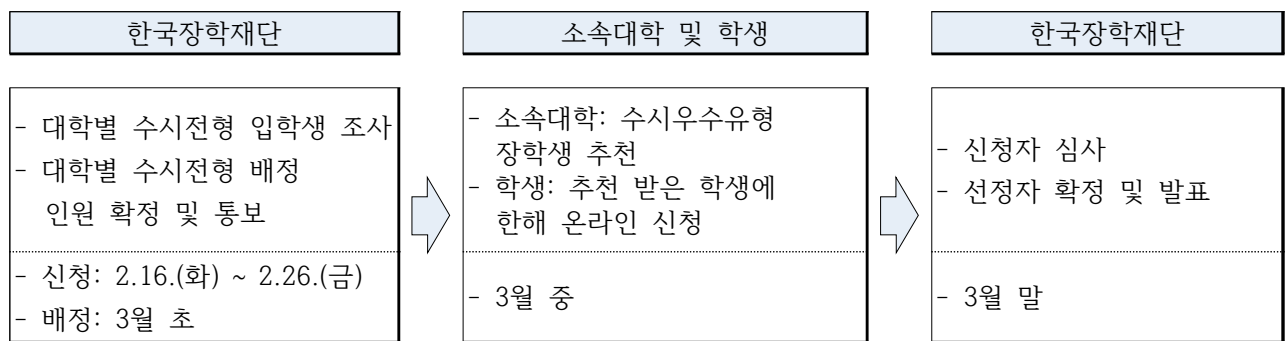 한국장학재단
- 대학별 수시전형 입학생 조사
- 대학별 수시전형 배정
인원 확정 및 통보
- 신청: 2.16.(화) ~ 2.26.(금)
- 배정: 3월 초
소속대학 및 학생
- 소속대학: 수시우수유형
장학생 추천
- 학생: 추천 받은 학생에
한해 온라인 신청
- 3월 중
한국장학재단
- 신청자 심사
- 선정자 확정 및 발표
- 3월 말